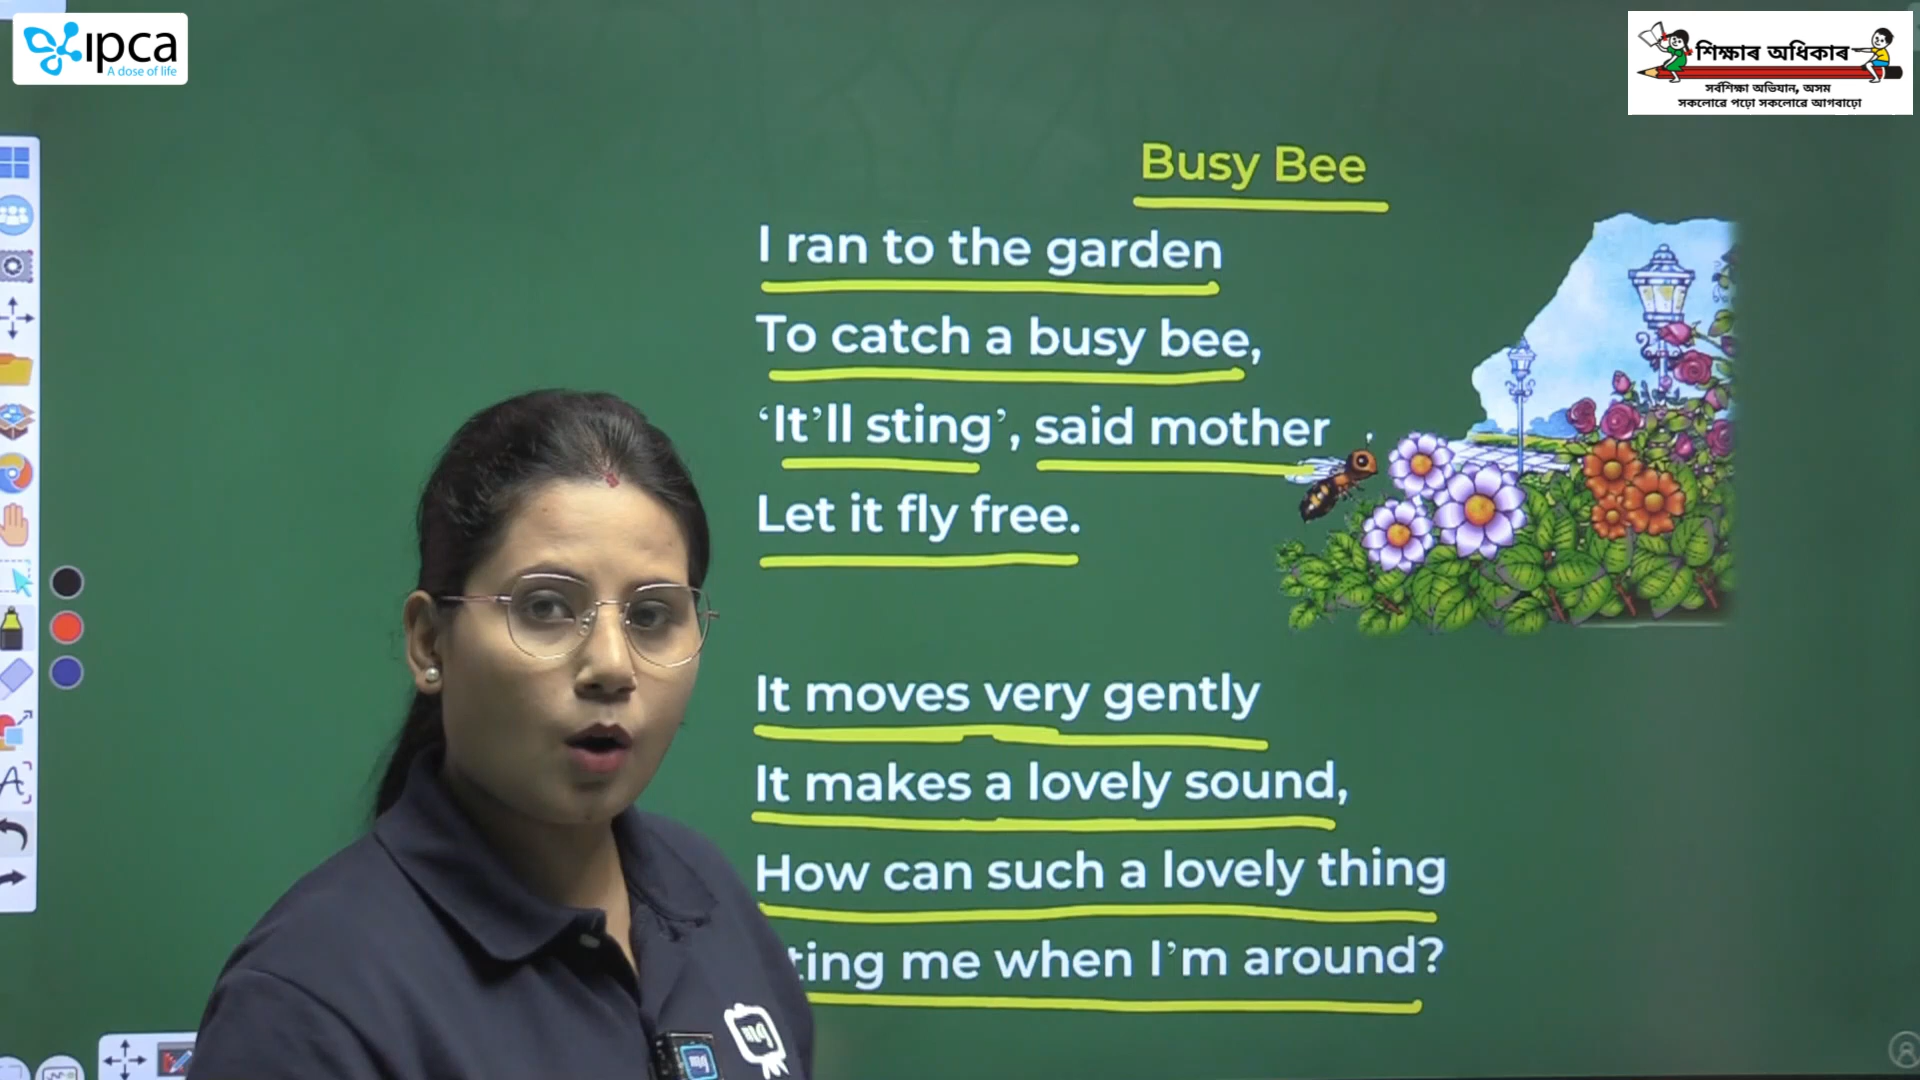 ipca
A dose of life
শিক্ষাৰ অধিকাৰ
সৰ্বশিক্ষা অভিযান, অসম
সকলোৱে পঢ়ো সকলোৱে আগবাঢ়ো
Busy Bee
I ran to the garden
To catch a busy bee,
‘It’ll sting’, said mother
Let it fly free.
It moves very gently
It makes a lovely sound,
How can such a lovely thing
ting me when I’m around?